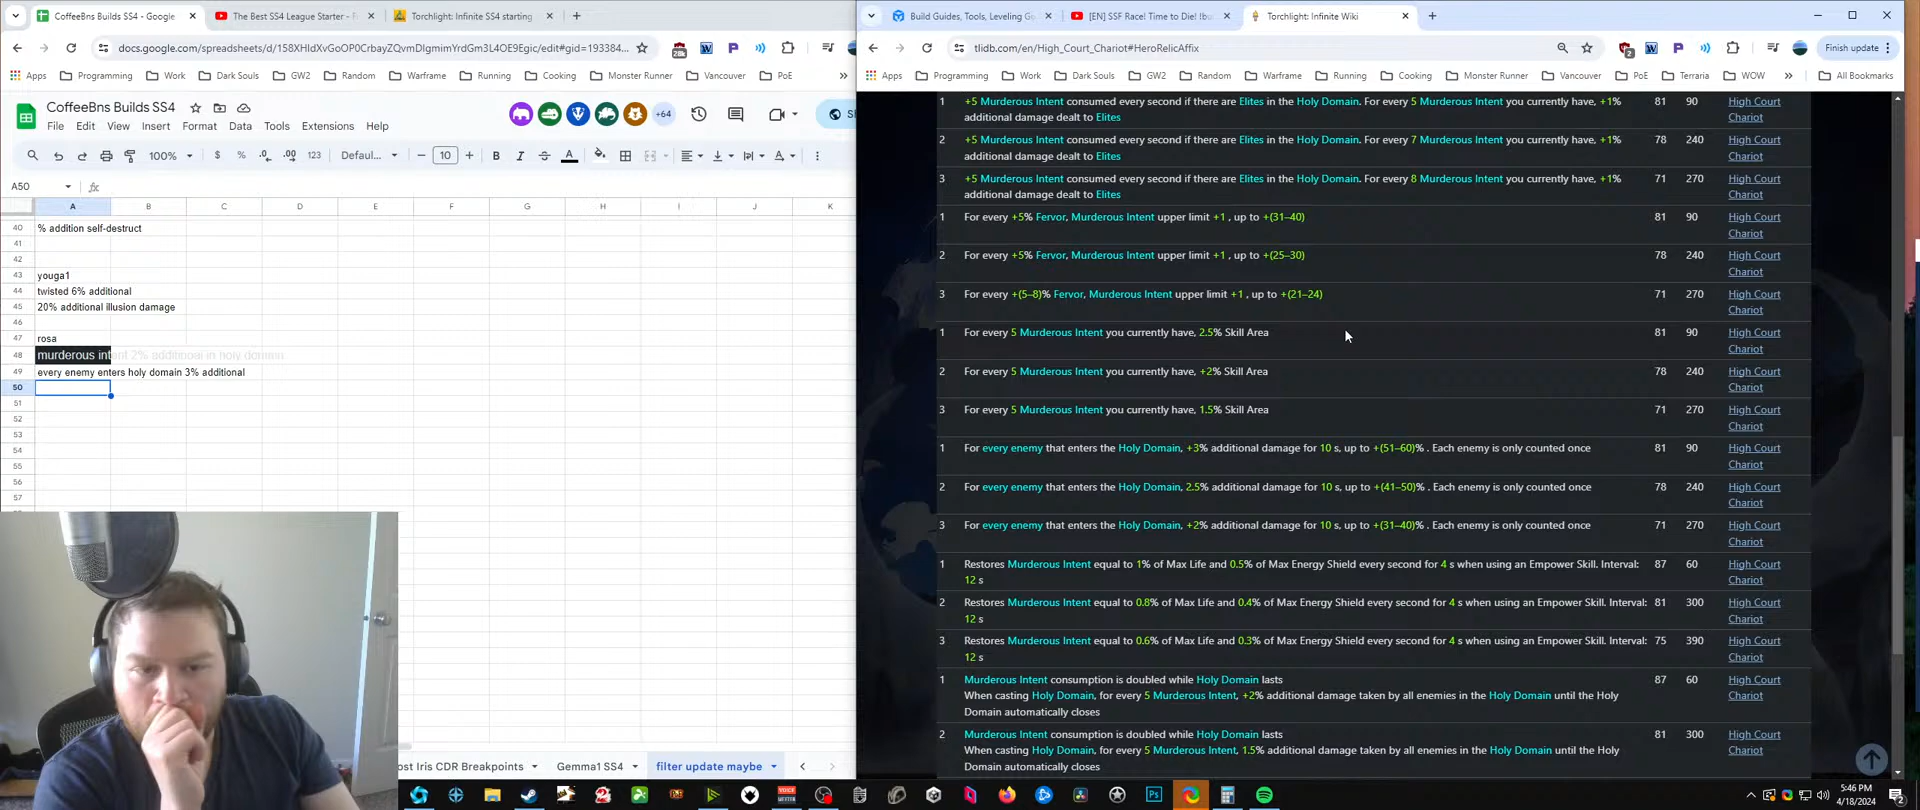 CoffeeBns Builds SS4 - Google
The Best SS4 League Starter - F
Torchlight: Infinite SS4 starting
docs.google.com/spreadsheets/d/158XHIdXvGoOP0CrbayZQvmDIgmimYrdGm3L4OE9Egic/edit#gid=193384...
Apps Programming Work Dark Souls GW2 Random Warframe Running Cooking Monster Runner Vancouver PoE
CoffeeBns Builds SS4
+64
File Edit View Insert Format Data Tools Extensions Help
100% $ % .0 .00 123 Defaul... 10 B I A
A50 fx
A B C D E F G H I J K
40 % addition self-destruct
41
42
43 youga1
44 twisted 6% additional
45 20% additional illusion damage
46
47 rosa
48 murderous intent 2% additinoal in holy domain
49 every enemy enters holy domain 3% additional
50
51
52
53
54
55
56
57
ost Iris CDR Breakpoints Gemma1 SS4 filter update maybe
Build Guides, Tools, Leveling Gu
[EN] SSF Race! Time to Die! !bu
Torchlight: Infinite Wiki
tlidb.com/en/High_Court_Chariot#HeroRelicAffix
Finish update
Apps Programming Work Dark Souls GW2 Random Warframe Running Cooking Monster Runner Vancouver PoE Terraria WOW All Bookmarks
1 +5 Murderous Intent consumed every second if there are Elites in the Holy Domain. For every 5 Murderous Intent you currently have, +1% 81 90 High Court
additional damage dealt to Elites Chariot
2 +5 Murderous Intent consumed every second if there are Elites in the Holy Domain. For every 7 Murderous Intent you currently have, +1% 78 240 High Court
additional damage dealt to Elites Chariot
3 +5 Murderous Intent consumed every second if there are Elites in the Holy Domain. For every 8 Murderous Intent you currently have, +1% 71 270 High Court
additional damage dealt to Elites Chariot
1 For every +5% Fervor, Murderous Intent upper limit +1 , up to +(31–40) 81 90 High Court
Chariot
2 For every +5% Fervor, Murderous Intent upper limit +1 , up to +(25–30) 78 240 High Court
Chariot
3 For every +(5–8)% Fervor, Murderous Intent upper limit +1 , up to +(21–24) 71 270 High Court
Chariot
1 For every 5 Murderous Intent you currently have, 2.5% Skill Area 81 90 High Court
Chariot
2 For every 5 Murderous Intent you currently have, +2% Skill Area 78 240 High Court
Chariot
3 For every 5 Murderous Intent you currently have, 1.5% Skill Area 71 270 High Court
Chariot
1 For every enemy that enters the Holy Domain, +3% additional damage for 10 s, up to +(51–60)% . Each enemy is only counted once 81 90 High Court
Chariot
2 For every enemy that enters the Holy Domain, 2.5% additional damage for 10 s, up to +(41–50)% . Each enemy is only counted once 78 240 High Court
Chariot
3 For every enemy that enters the Holy Domain, +2% additional damage for 10 s, up to +(31–40)% . Each enemy is only counted once 71 270 High Court
Chariot
1 Restores Murderous Intent equal to 1% of Max Life and 0.5% of Max Energy Shield every second for 4 s when using an Empower Skill. Interval: 87 60 High Court
12 s Chariot
2 Restores Murderous Intent equal to 0.8% of Max Life and 0.4% of Max Energy Shield every second for 4 s when using an Empower Skill. Interval: 81 300 High Court
12 s Chariot
3 Restores Murderous Intent equal to 0.6% of Max Life and 0.3% of Max Energy Shield every second for 4 s when using an Empower Skill. Interval: 75 390 High Court
12 s Chariot
1 Murderous Intent consumption is doubled while Holy Domain lasts 87 60 High Court
When casting Holy Domain, for every 5 Murderous Intent, +2% additional damage taken by all enemies in the Holy Domain until the Holy Chariot
Domain automatically closes
2 Murderous Intent consumption is doubled while Holy Domain lasts 81 300 High Court
When casting Holy Domain, for every 5 Murderous Intent, 1.5% additional damage taken by all enemies in the Holy Domain until the Holy Chariot
Domain automatically closes
5:46 PM
4/18/2024